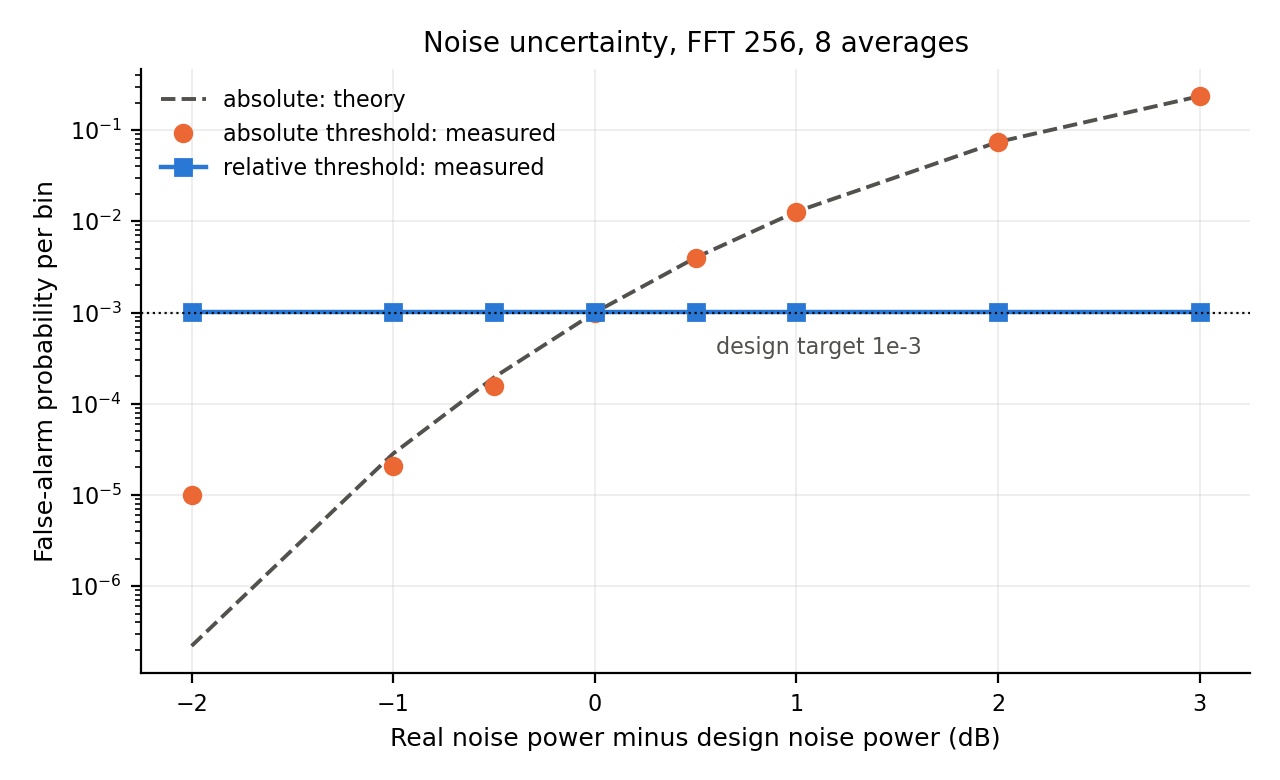 Noise uncertainty, FFT 256, 8 averages
absolute: theory
absolute threshold: measured
relative threshold: measured
design target 1e-3
False-alarm probability per bin
10⁻¹
10⁻²
10⁻³
10⁻⁴
10⁻⁵
10⁻⁶
−2
−1
0
1
2
3
Real noise power minus design noise power (dB)